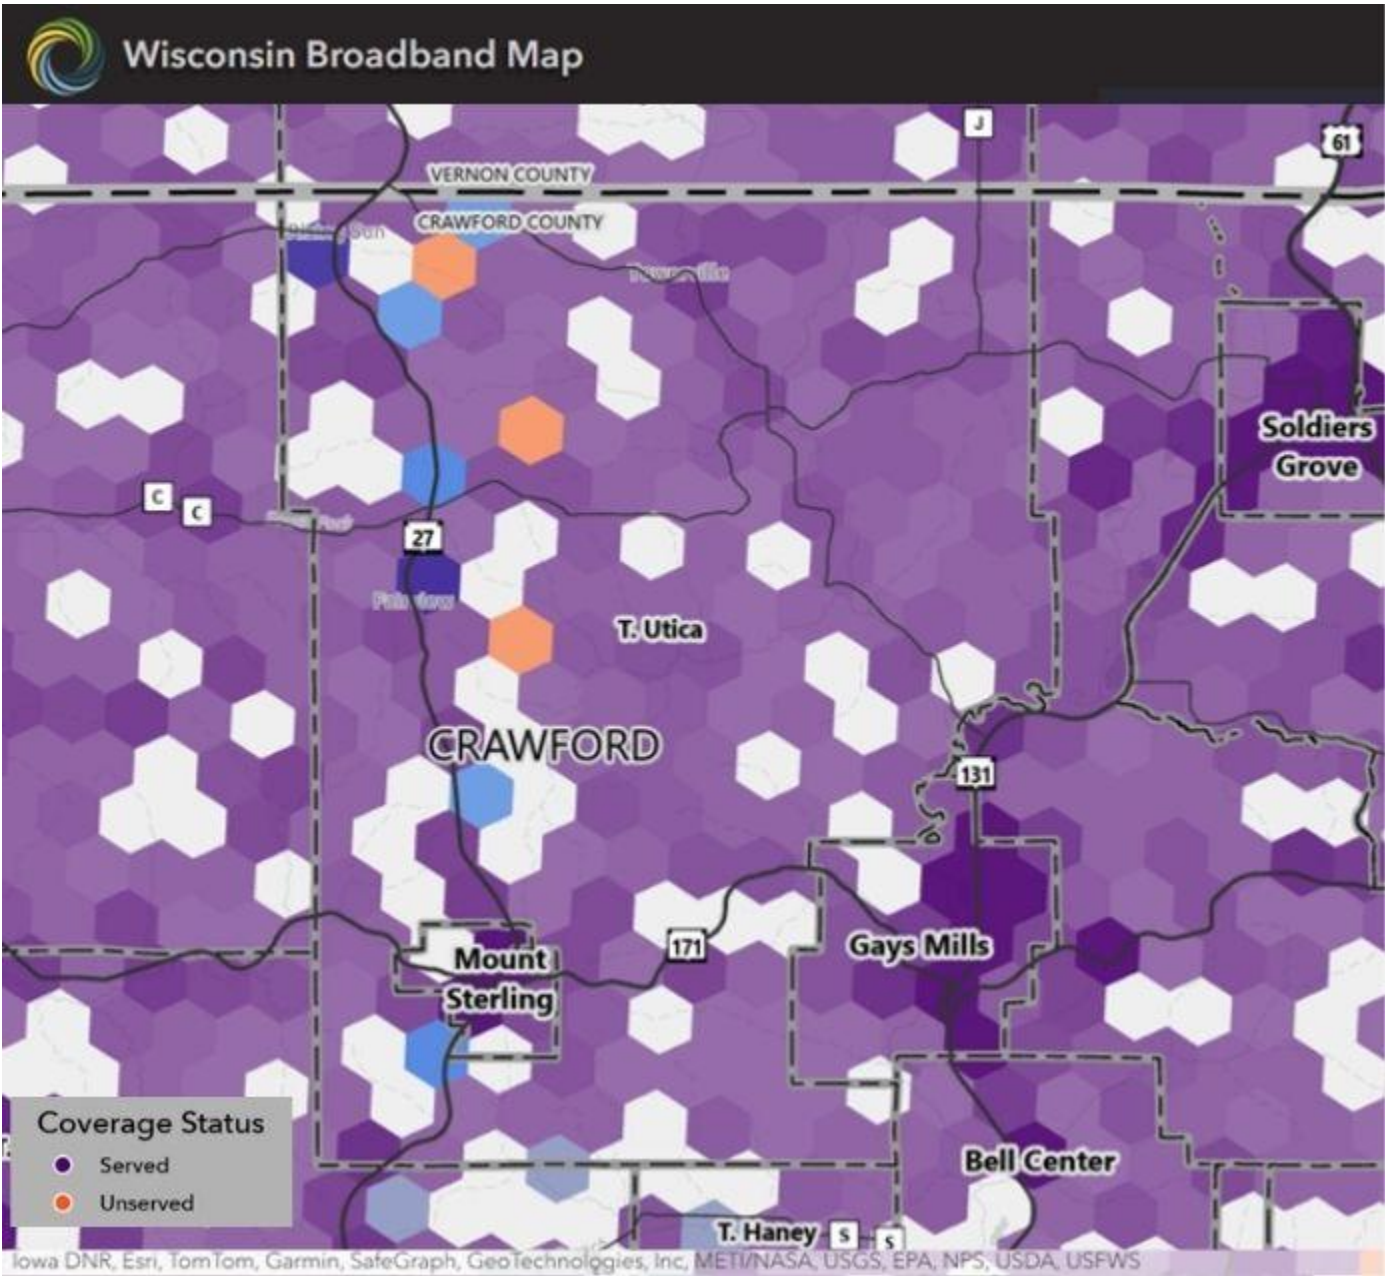 Wisconsin Broadband Map
J
61
VERNON COUNTY
CRAWFORD COUNTY
Soldiers
Grove
C
C
27
Fairview
T. Utica
CRAWFORD
131
Mount
Sterling
171
Gays Mills
Coverage Status
Served
Unserved
Bell Center
T. Haney
S
S
Iowa DNR, Esri, TomTom, Garmin, SafeGraph, GeoTechnologies, Inc, METI/NASA, USGS, EPA, NPS, USDA, USFWS